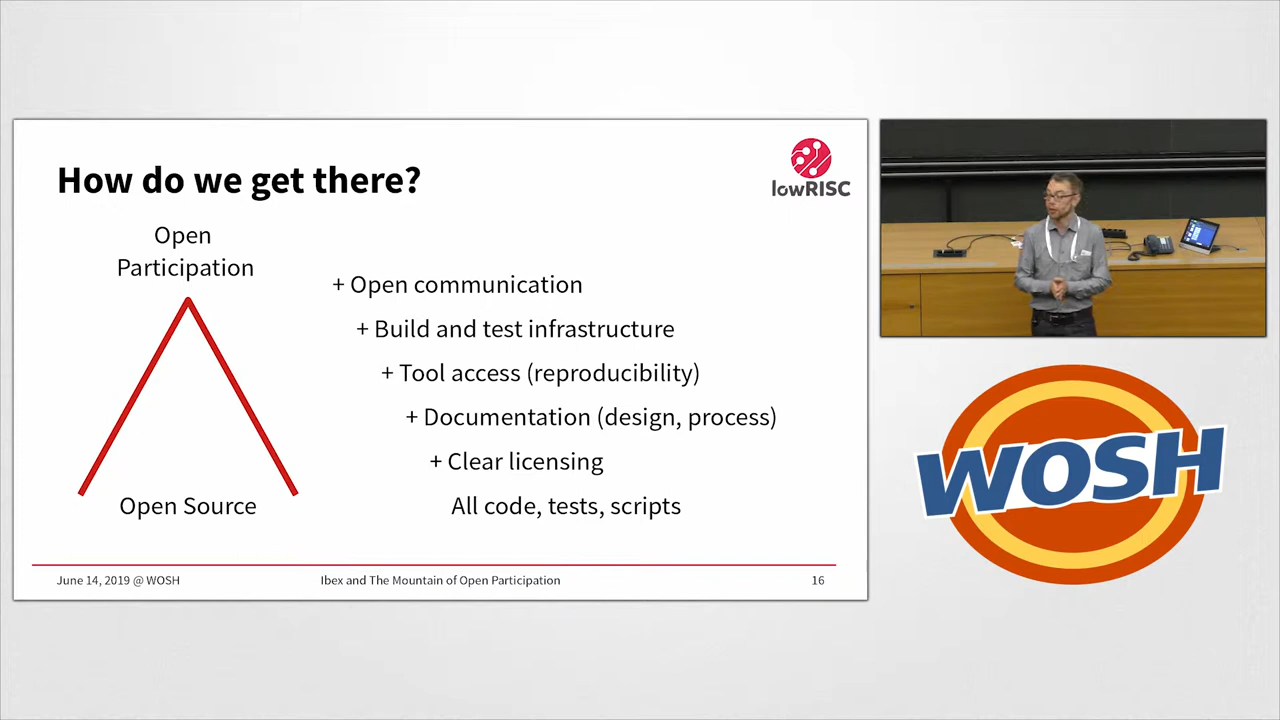 How do we get there?
lowRISC
Open
Participation
+ Open communication
+ Build and test infrastructure
+ Tool access (reproducibility)
+ Documentation (design, process)
+ Clear licensing
Open Source
All code, tests, scripts
June 14, 2019 @ WOSH
Ibex and The Mountain of Open Participation
16
WOSH